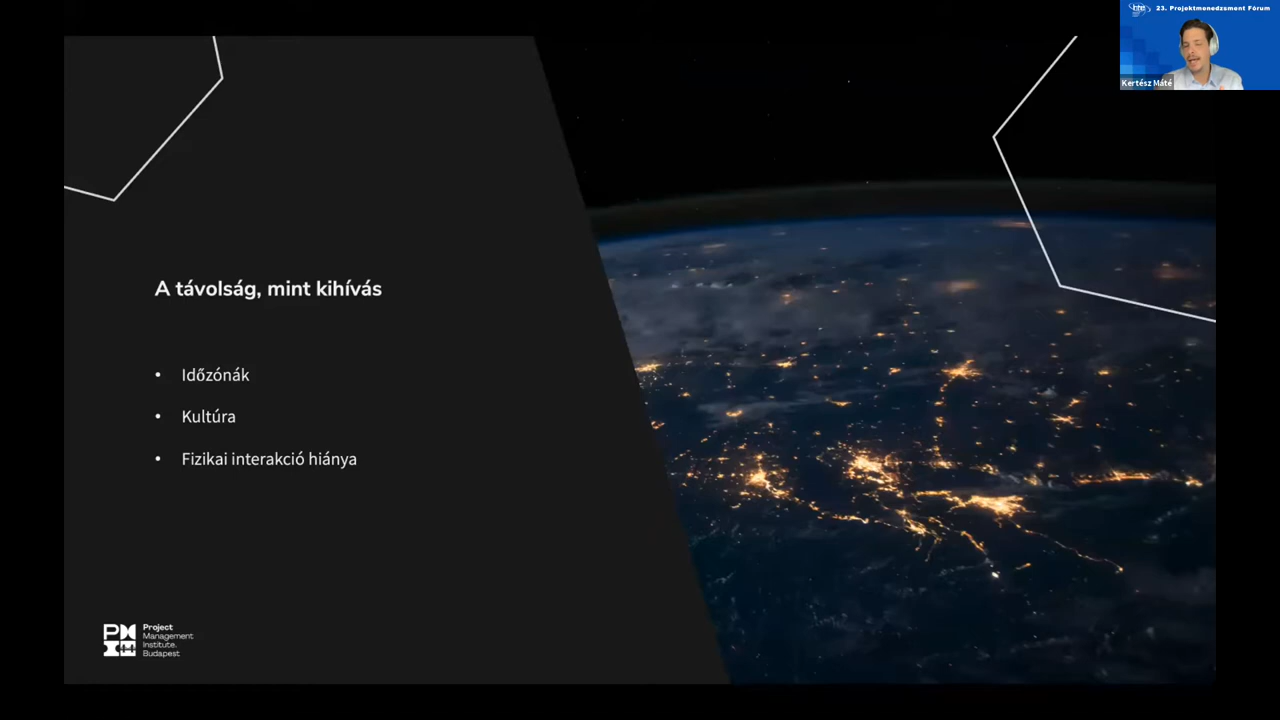 23. Projektmenedzsment Fórum
Kertész Máté
A távolság, mint kihívás
• Időzónák
• Kultúra
• Fizikai interakció hiánya
Project
Management
Institute.
Budapest